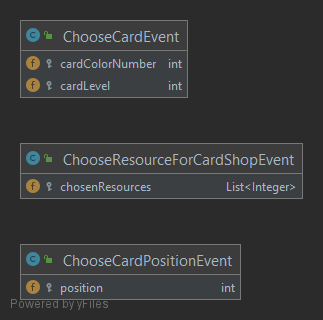 ChooseCardEvent
cardColorNumber int
cardLevel int
ChooseResourceForCardShopEvent
chosenResources List<Integer>
ChooseCardPositionEvent
position int
Powered by yFiles